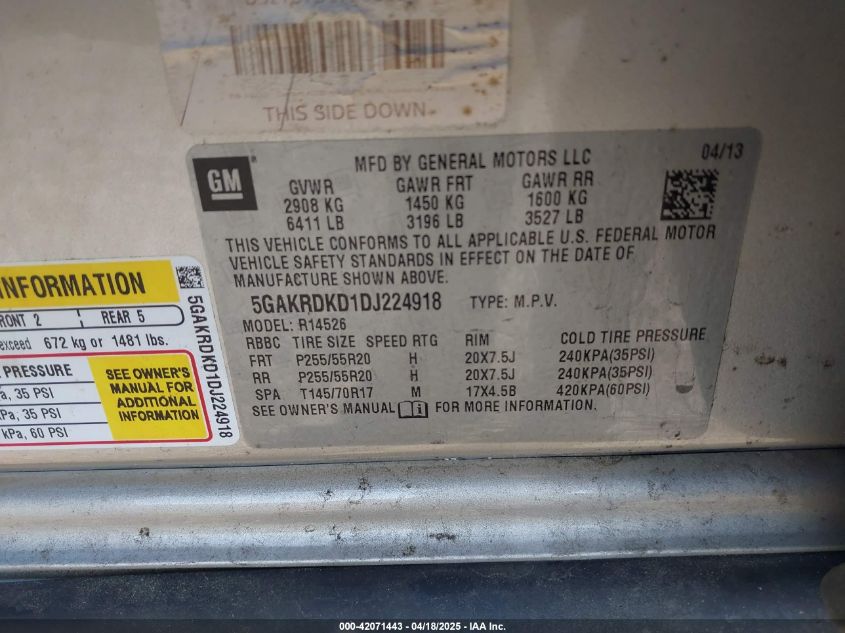 THIS SIDE DOWN
GM
MFD BY GENERAL MOTORS LLC
04/13
GVWR GAWR FRT GAWR RR
2908 KG 1450 KG 1600 KG
6411 LB 3196 LB 3527 LB
THIS VEHICLE CONFORMS TO ALL APPLICABLE U.S. FEDERAL MOTOR
VEHICLE SAFETY STANDARDS IN EFFECT ON THE DATE OF
MANUFACTURE SHOWN ABOVE.
5GAKRDKD1DJ224918 TYPE: M.P.V.
MODEL: R14526
RBBC TIRE SIZE SPEED RTG RIM COLD TIRE PRESSURE
FRT P255/55R20 H 20X7.5J 240KPA(35PSI)
RR P255/55R20 H 20X7.5J 240KPA(35PSI)
SPA T145/70R17 M 17X4.5B 420KPA(60PSI)
SEE OWNER'S MANUAL FOR MORE INFORMATION.
INFORMATION
FRONT 2 REAR 5
exceed 672 kg or 1481 lbs.
PRESSURE
a, 35 PSI
kPa, 35 PSI
kPa, 60 PSI
SEE OWNER'S
MANUAL FOR
ADDITIONAL
INFORMATION
5GAKRDKD1DJ224918
000-42071443 - 04/18/2025 - IAA Inc.